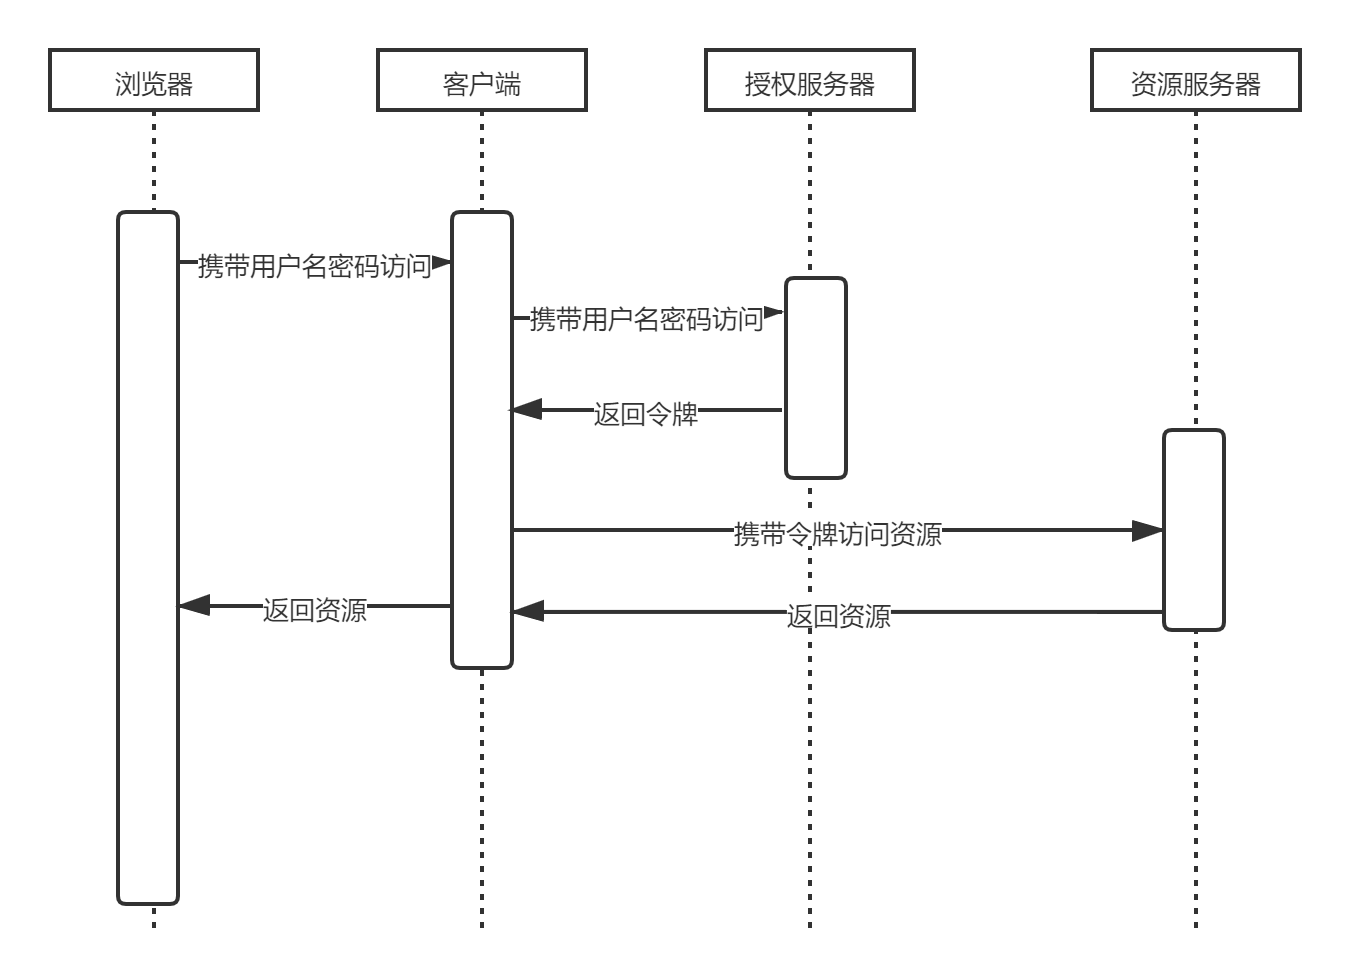 浏览器
客户端
授权服务器
资源服务器
携带用户名密码访问
携带用户名密码访问
返回令牌
携带令牌访问资源
返回资源
返回资源